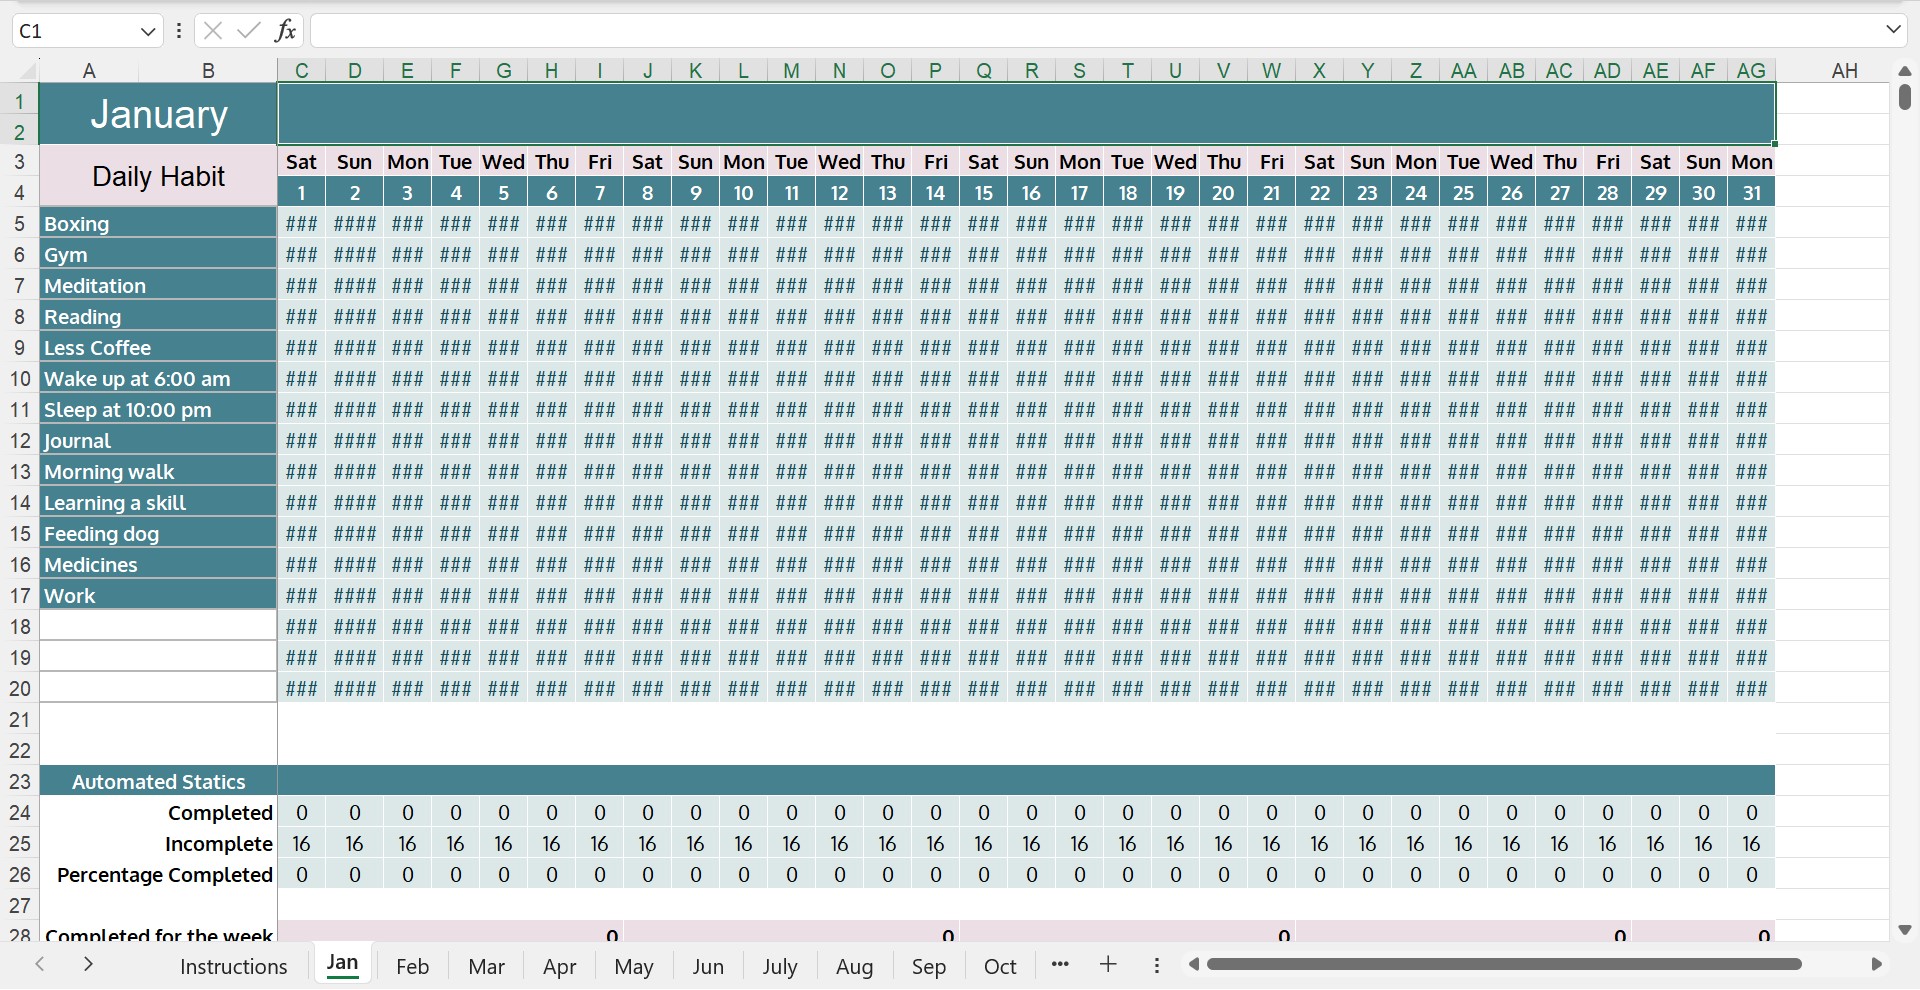 C1 fx
A B C D E F G H I J K L M N O P Q R S T U V W X Y Z AA AB AC AD AE AF AG AH
1 January
2
3 Daily Habit Sat Sun Mon Tue Wed Thu Fri Sat Sun Mon Tue Wed Thu Fri Sat Sun Mon Tue Wed Thu Fri Sat Sun Mon Tue Wed Thu Fri Sat Sun Mon
4 1 2 3 4 5 6 7 8 9 10 11 12 13 14 15 16 17 18 19 20 21 22 23 24 25 26 27 28 29 30 31
5 Boxing ### #### ### ### ### ### ### ### ### ### ### ### ### ### ### ### ### ### ### ### ### ### ### ### ### ### ### ### ### ### ###
6 Gym ### #### ### ### ### ### ### ### ### ### ### ### ### ### ### ### ### ### ### ### ### ### ### ### ### ### ### ### ### ### ###
7 Meditation ### #### ### ### ### ### ### ### ### ### ### ### ### ### ### ### ### ### ### ### ### ### ### ### ### ### ### ### ### ### ###
8 Reading ### #### ### ### ### ### ### ### ### ### ### ### ### ### ### ### ### ### ### ### ### ### ### ### ### ### ### ### ### ### ###
9 Less Coffee ### #### ### ### ### ### ### ### ### ### ### ### ### ### ### ### ### ### ### ### ### ### ### ### ### ### ### ### ### ### ###
10 Wake up at 6:00 am ### #### ### ### ### ### ### ### ### ### ### ### ### ### ### ### ### ### ### ### ### ### ### ### ### ### ### ### ### ### ###
11 Sleep at 10:00 pm ### #### ### ### ### ### ### ### ### ### ### ### ### ### ### ### ### ### ### ### ### ### ### ### ### ### ### ### ### ### ###
12 Journal ### #### ### ### ### ### ### ### ### ### ### ### ### ### ### ### ### ### ### ### ### ### ### ### ### ### ### ### ### ### ###
13 Morning walk ### #### ### ### ### ### ### ### ### ### ### ### ### ### ### ### ### ### ### ### ### ### ### ### ### ### ### ### ### ### ###
14 Learning a skill ### #### ### ### ### ### ### ### ### ### ### ### ### ### ### ### ### ### ### ### ### ### ### ### ### ### ### ### ### ### ###
15 Feeding dog ### #### ### ### ### ### ### ### ### ### ### ### ### ### ### ### ### ### ### ### ### ### ### ### ### ### ### ### ### ### ###
16 Medicines ### #### ### ### ### ### ### ### ### ### ### ### ### ### ### ### ### ### ### ### ### ### ### ### ### ### ### ### ### ### ###
17 Work ### #### ### ### ### ### ### ### ### ### ### ### ### ### ### ### ### ### ### ### ### ### ### ### ### ### ### ### ### ### ###
18 ### #### ### ### ### ### ### ### ### ### ### ### ### ### ### ### ### ### ### ### ### ### ### ### ### ### ### ### ### ### ###
19 ### #### ### ### ### ### ### ### ### ### ### ### ### ### ### ### ### ### ### ### ### ### ### ### ### ### ### ### ### ### ###
20 ### #### ### ### ### ### ### ### ### ### ### ### ### ### ### ### ### ### ### ### ### ### ### ### ### ### ### ### ### ### ###
21
22
23 Automated Statics
24 Completed 0 0 0 0 0 0 0 0 0 0 0 0 0 0 0 0 0 0 0 0 0 0 0 0 0 0 0 0 0 0 0
25 Incomplete 16 16 16 16 16 16 16 16 16 16 16 16 16 16 16 16 16 16 16 16 16 16 16 16 16 16 16 16 16 16 16
26 Percentage Completed 0 0 0 0 0 0 0 0 0 0 0 0 0 0 0 0 0 0 0 0 0 0 0 0 0 0 0 0 0 0 0
27
28 Completed for the week 0 0 0 0 0
Instructions Jan Feb Mar Apr May Jun July Aug Sep Oct ... +